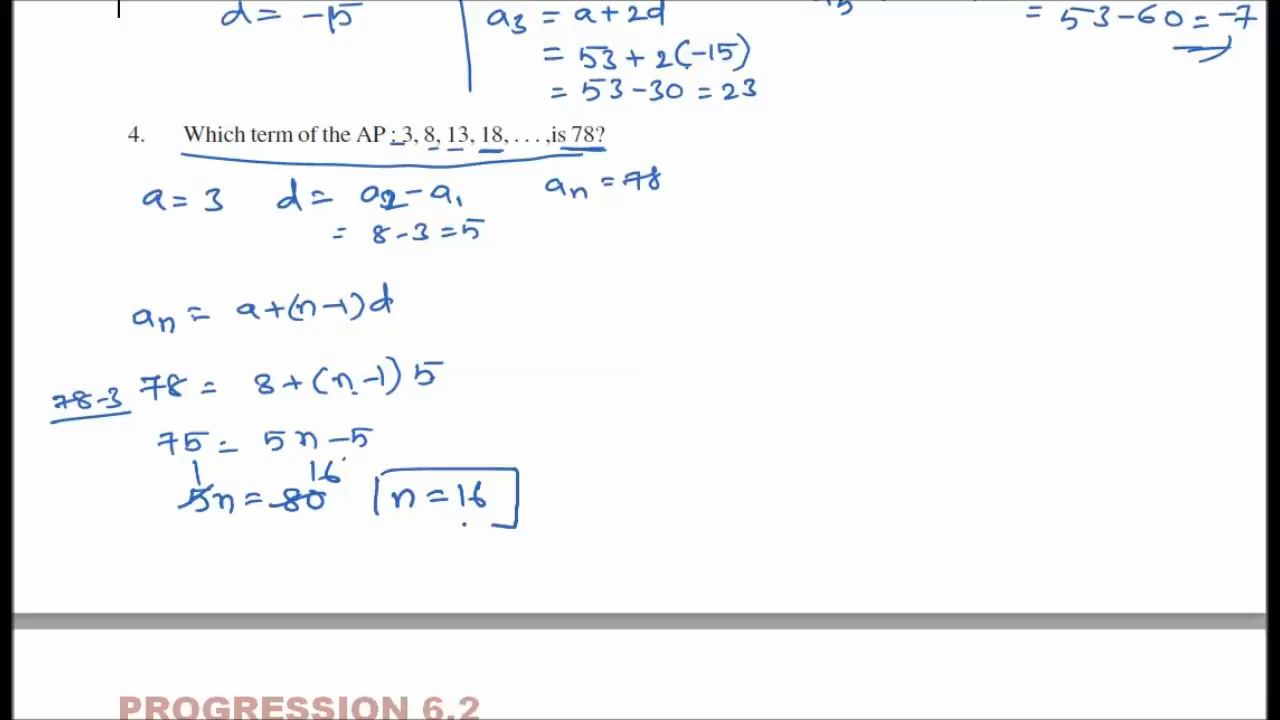 d = -15
a3 = a + 2d
= 53 + 2(-15)
= 53 - 30 = 23
= 53 - 60 = -7
4. Which term of the AP : 3, 8, 13, 18, . . . ,is 78?
a = 3 d = a2 - a1 an = 78
= 8 - 3 = 5
an = a + (n-1)d
78-3 78 = 8 + (n-1) 5
75 = 5n - 5
1 16
5n = 80 n = 16
PROGRESSION 6.2